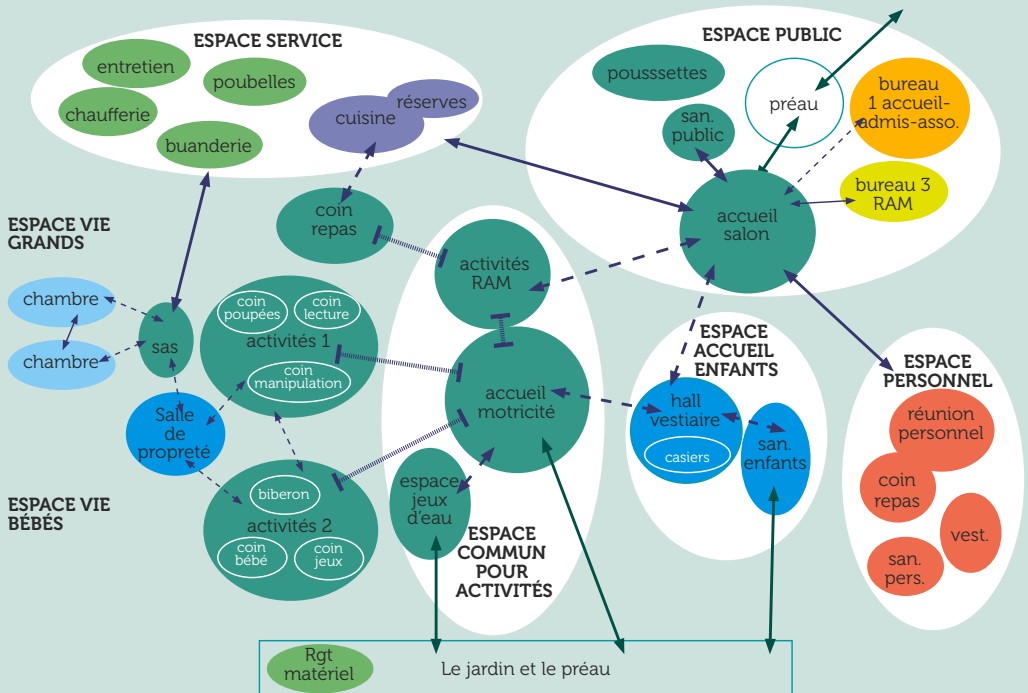 ESPACE SERVICE
entretien
poubelles
chaufferie
buanderie
réserves
cuisine
ESPACE PUBLIC
pousssettes
préau
san.
public
bureau
1 accueil-
admis-asso.
bureau 3
RAM
accueil
salon
coin
repas
ESPACE VIE
GRANDS
chambre
chambre
sas
coin
poupées
coin
lecture
activités 1
coin
manipulation
activités
RAM
accueil
motricité
ESPACE
ACCUEIL
ENFANTS
hall
vestiaire
casiers
san.
enfants
ESPACE
PERSONNEL
réunion
personnel
coin
repas
vest.
san.
pers.
Salle
de
propreté
ESPACE VIE
BÉBÉS
biberon
activités 2
coin
bébé
coin
jeux
espace
jeux
d'eau
ESPACE
COMMUN
POUR
ACTIVITÉS
Rgt
matériel
Le jardin et le préau